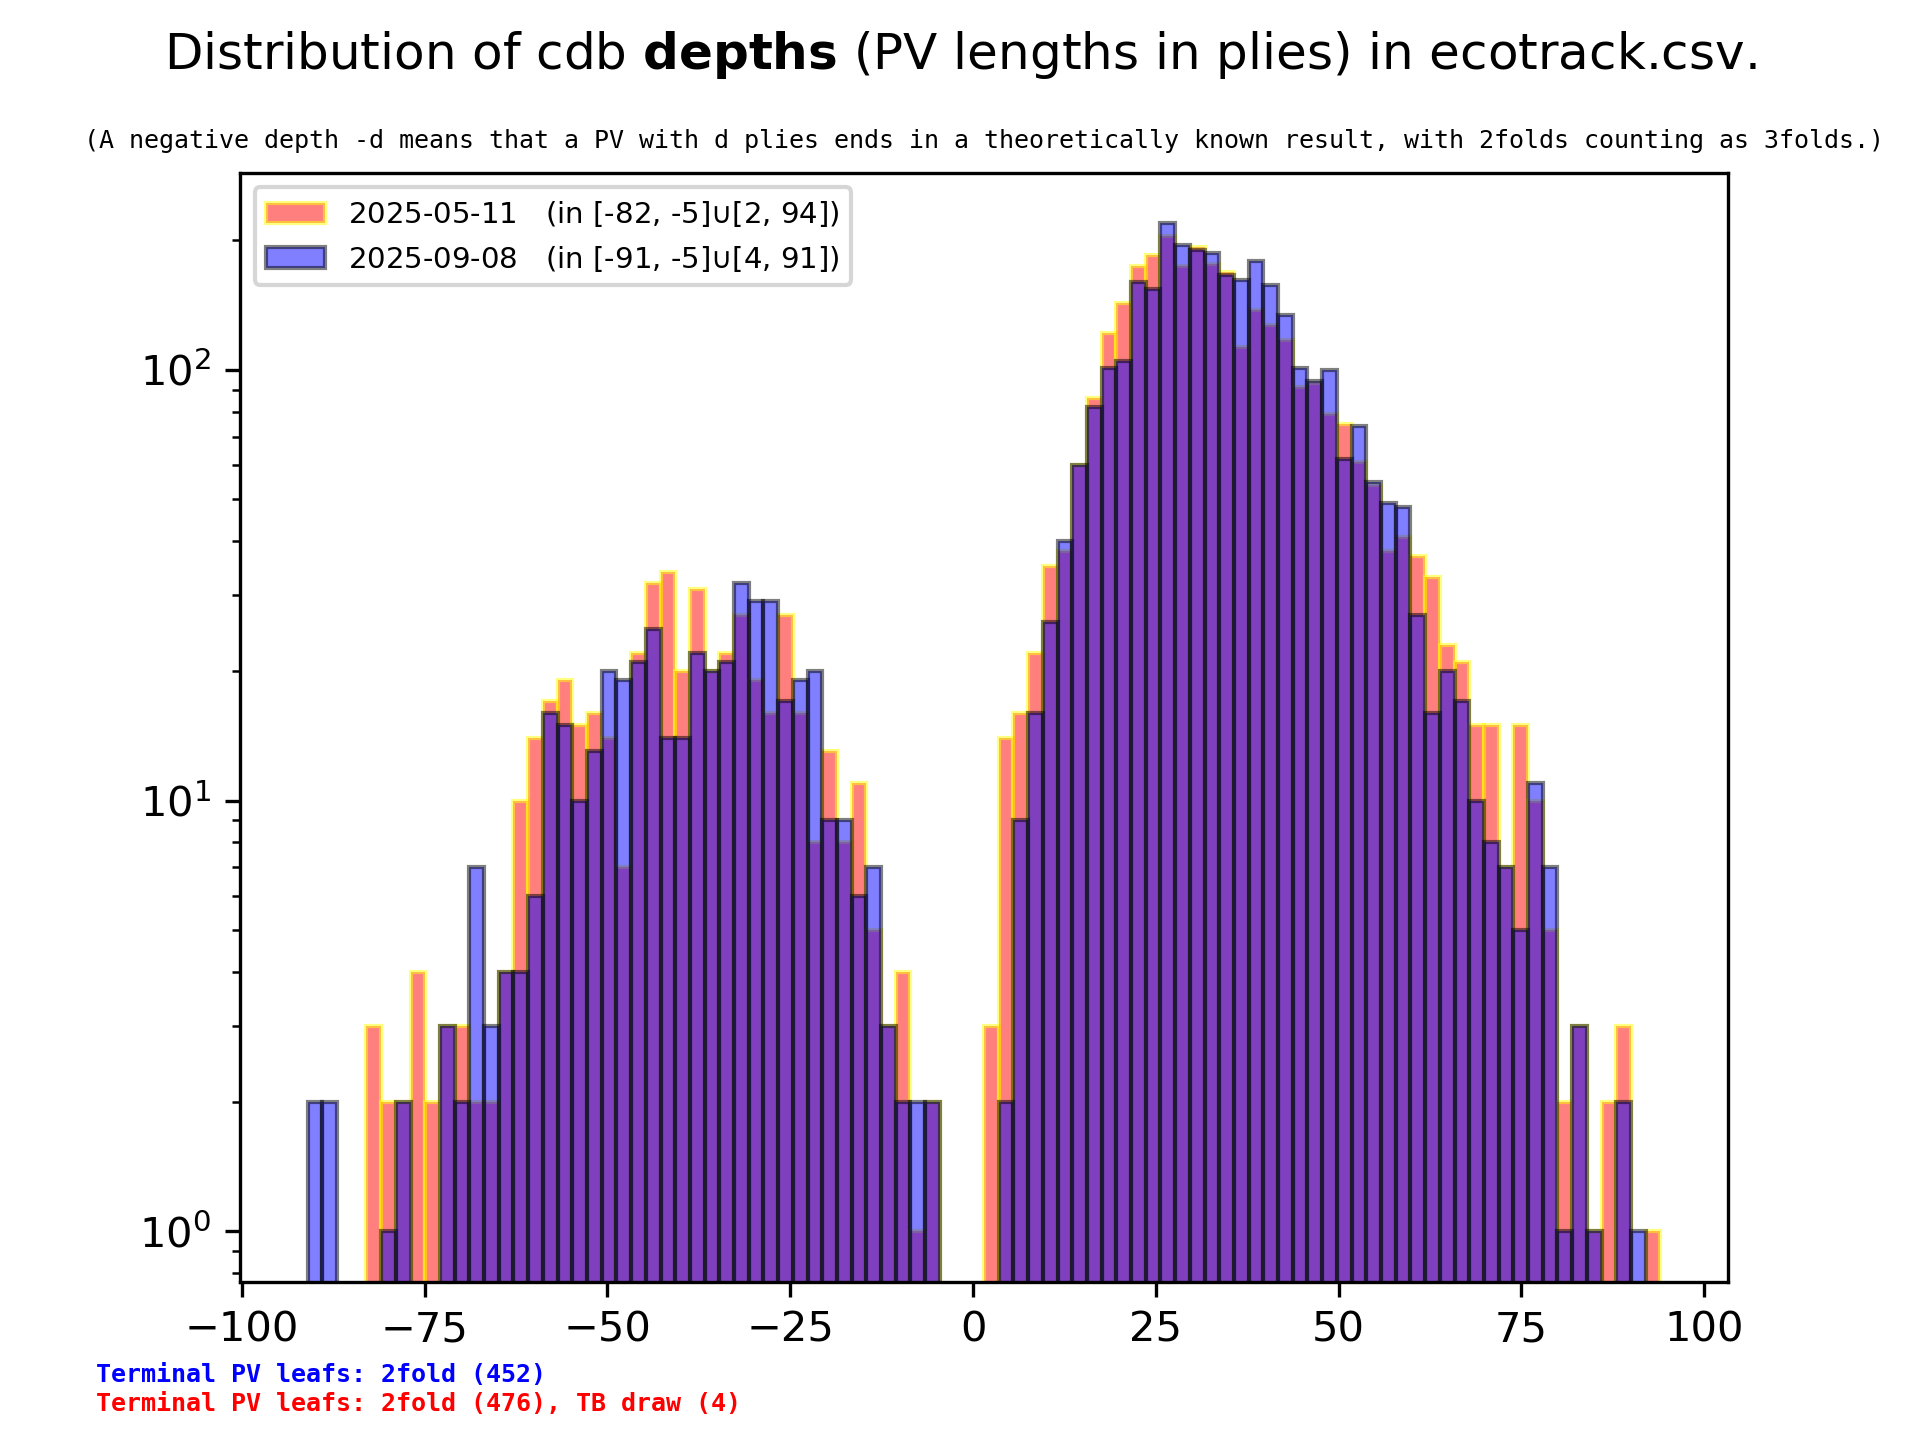 Distribution of cdb depths (PV lengths in plies) in ecotrack.csv.
(A negative depth -d means that a PV with d plies ends in a theoretically known result, with 2folds counting as 3folds.)
2025-05-11 (in [-82, -5]∪[2, 94])
2025-09-08 (in [-91, -5]∪[4, 91])
10²
10¹
10⁰
−100 −75 −50 −25 0 25 50 75 100
Terminal PV leafs: 2fold (452)
Terminal PV leafs: 2fold (476), TB draw (4)